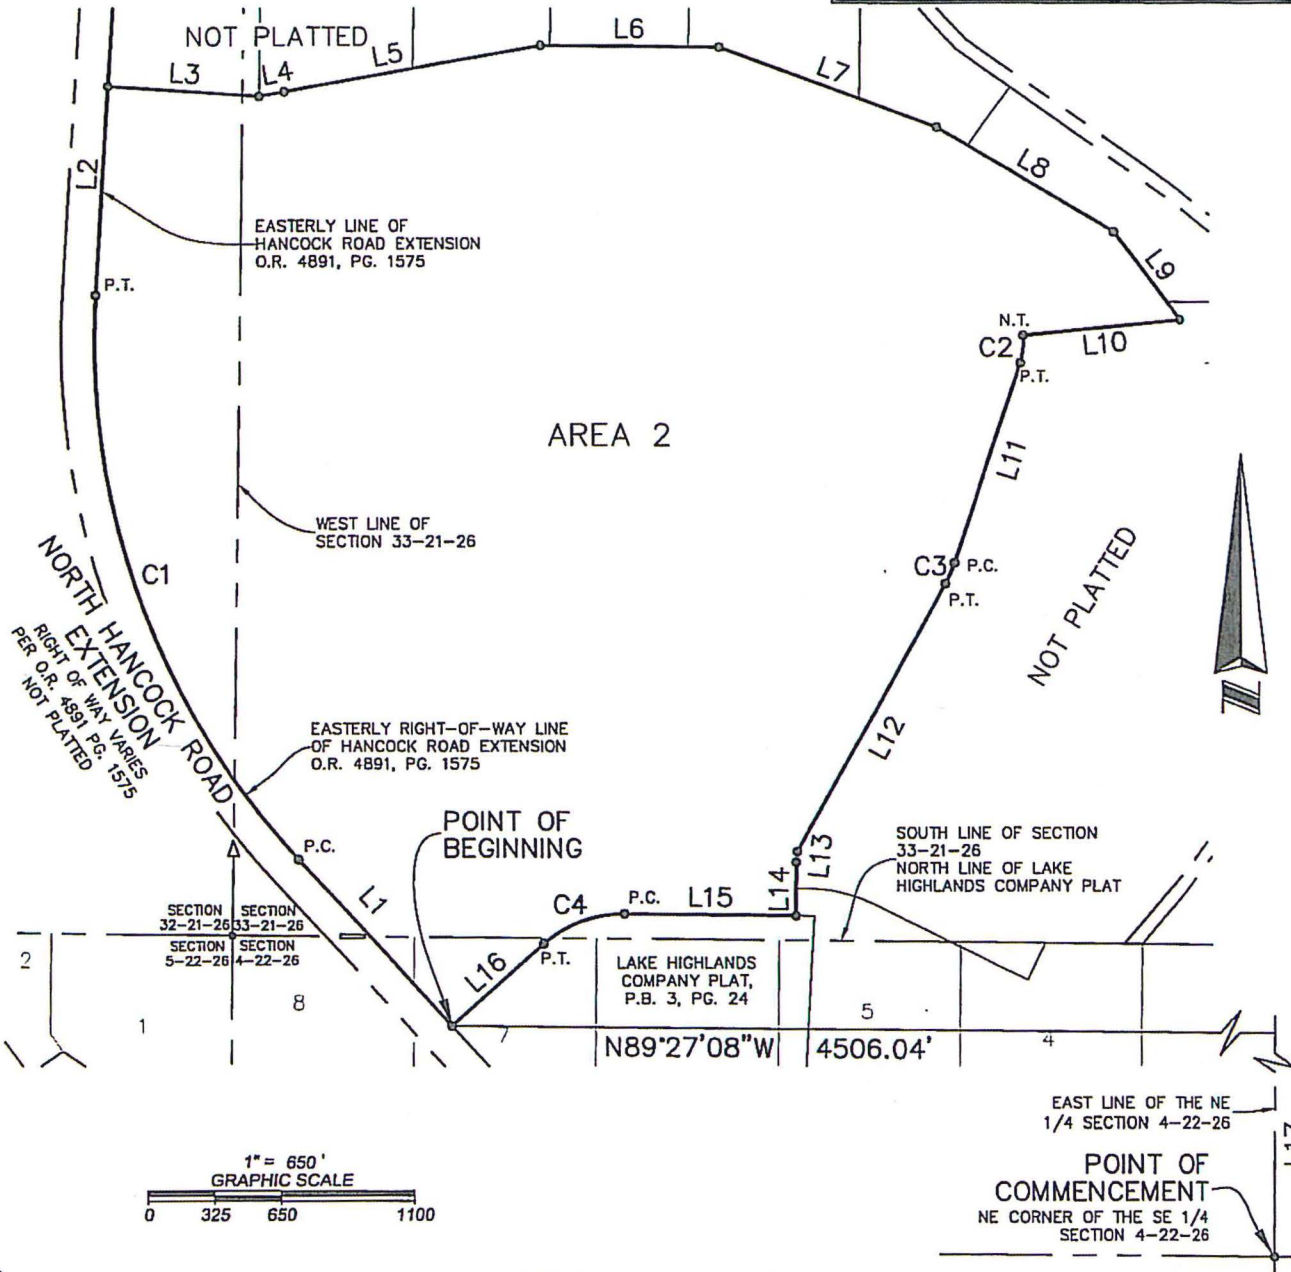 NOT PLATTED
L3
L4
L5
L6
L7
L8
L9
L10
L2
EASTERLY LINE OF
HANCOCK ROAD EXTENSION
O.R. 4891, PG. 1575
P.T.
N.T.
C2
P.T.
AREA 2
L11
WEST LINE OF
SECTION 33-21-26
C1
C3
P.C.
P.T.
NOT PLATTED
NORTH HANCOCK ROAD
EXTENSION
RIGHT OF WAY VARIES
PER O.R. 4891 PG. 1575
NOT PLATTED
EASTERLY RIGHT-OF-WAY LINE
OF HANCOCK ROAD EXTENSION
O.R. 4891, PG. 1575
L12
POINT OF
BEGINNING
P.C.
SOUTH LINE OF SECTION
33-21-26
NORTH LINE OF LAKE
HIGHLANDS COMPANY PLAT
L13
L14
L1
C4
P.C.
L15
SECTION
32-21-26
SECTION
33-21-26
SECTION
5-22-26
SECTION
4-22-26
P.T.
L16
LAKE HIGHLANDS
COMPANY PLAT,
P.B. 3, PG. 24
2
1
8
7
5
4
N89°27'08"W 4506.04'
EAST LINE OF THE NE
1/4 SECTION 4-22-26
L17
1"= 650'
GRAPHIC SCALE
0 325 650 1100
POINT OF
COMMENCEMENT
NE CORNER OF THE SE 1/4
SECTION 4-22-26
N